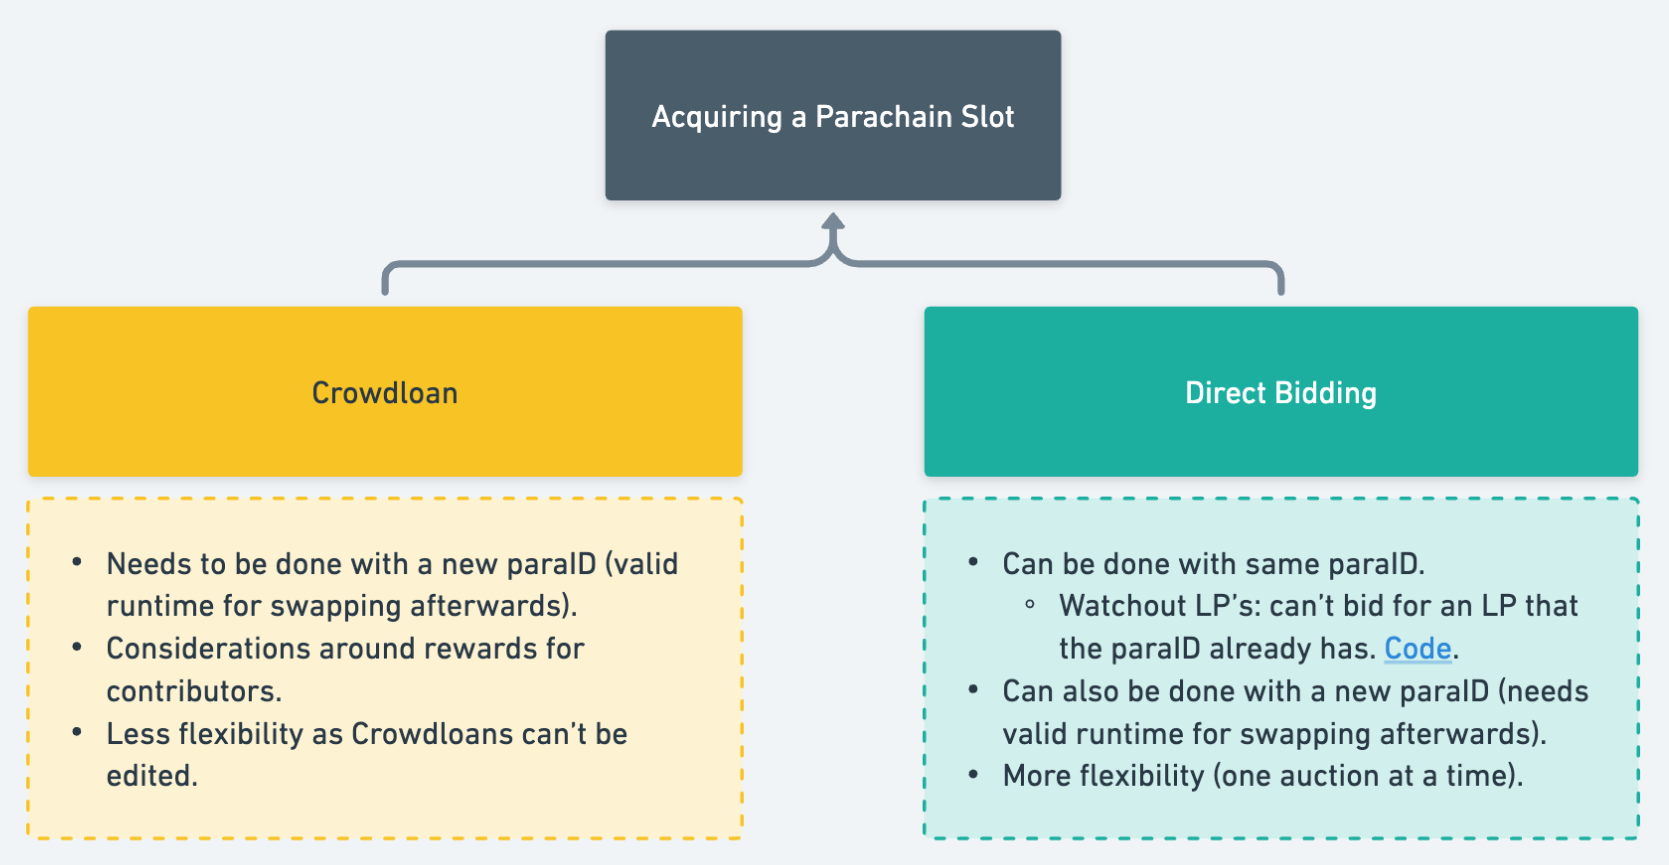 Acquiring a Parachain Slot
Crowdloan
• Needs to be done with a new paraID (valid
runtime for swapping afterwards).
• Considerations around rewards for
contributors.
• Less flexibility as Crowdloans can’t be
edited.
Direct Bidding
• Can be done with same paraID.
◦ Watchout LP’s: can’t bid for an LP that
the paraID already has. Code.
• Can also be done with a new paraID (needs
valid runtime for swapping afterwards).
• More flexibility (one auction at a time).